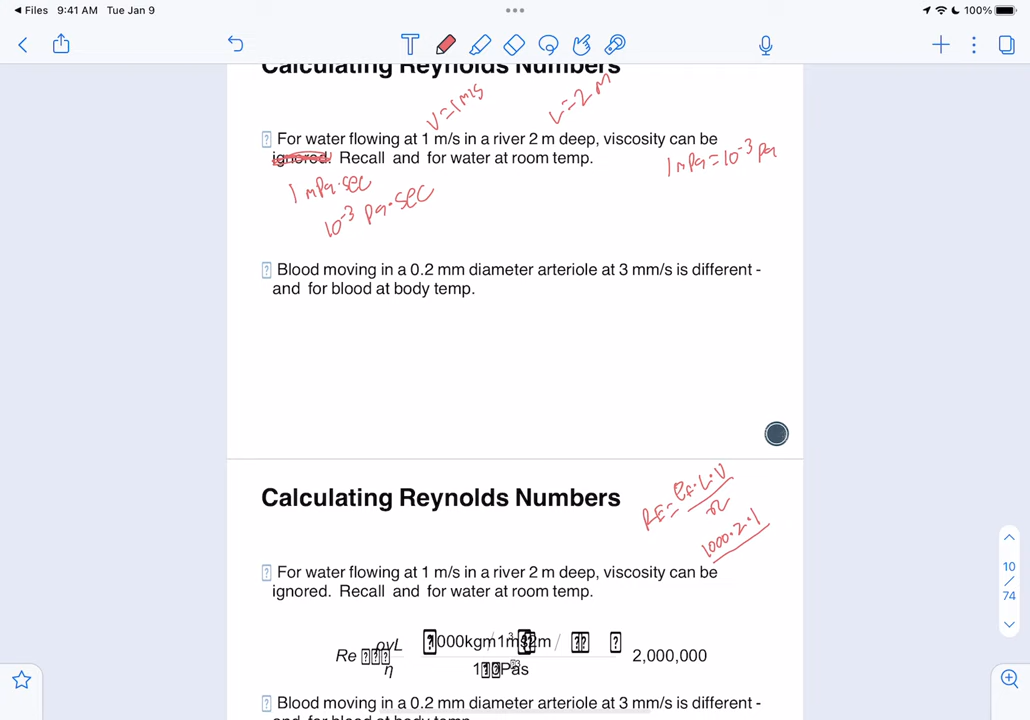 Files 9:41 AM Tue Jan 9 100%
Calculating Reynolds Numbers
V=1m/s
L=2 M
For water flowing at 1 m/s in a river 2 m deep, viscosity can be
ignored. Recall and for water at room temp.
1 mPa = 10⁻³ Pa
1 mPa·sec
10⁻³ Pa·sec
Blood moving in a 0.2 mm diameter arteriole at 3 mm/s is different -
and for blood at body temp.
Calculating Reynolds Numbers
1000·2·1
For water flowing at 1 m/s in a river 2 m deep, viscosity can be
ignored. Recall and for water at room temp.
Re ρvL 2,000,000
η
Blood moving in a 0.2 mm diameter arteriole at 3 mm/s is different -
10
/
74